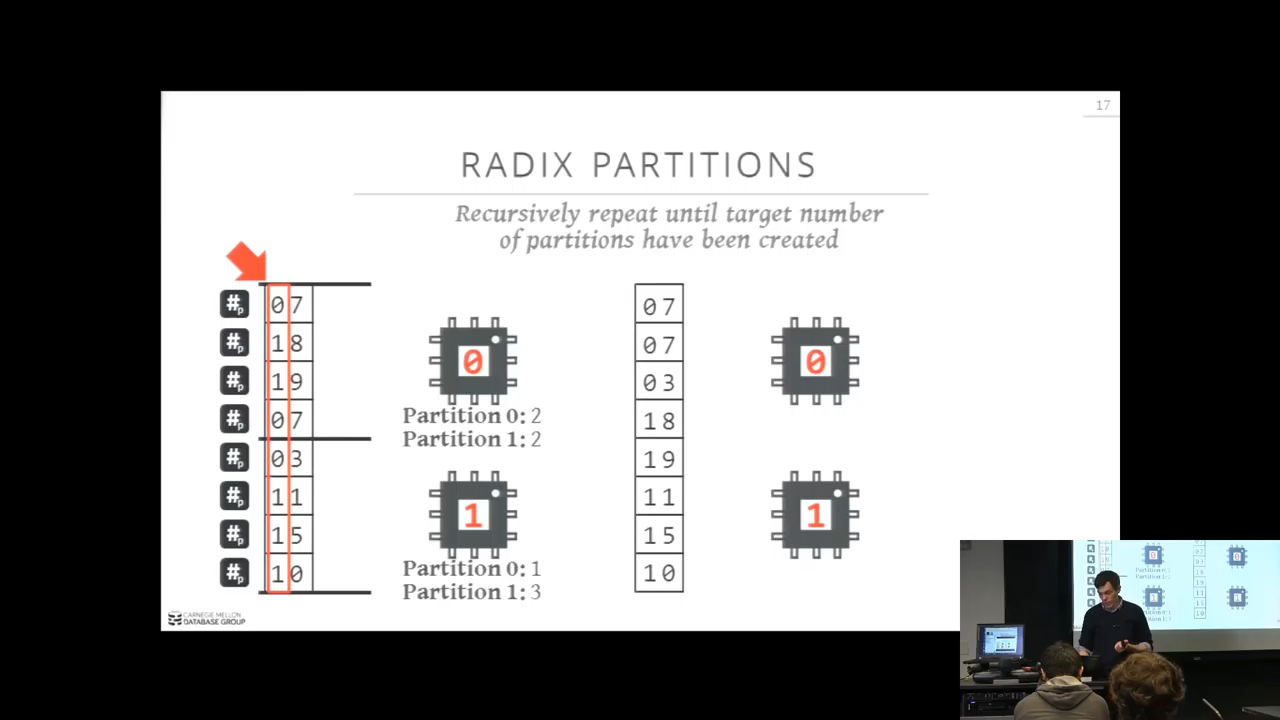 17
RADIX PARTITIONS
Recursively repeat until target number
of partitions have been created
#p 07
#p 18
#p 19
#p 07
#p 03
#p 11
#p 15
#p 10
0
Partition 0: 2
Partition 1: 2
1
Partition 0: 1
Partition 1: 3
07
07
03
18
19
11
15
10
0
1
CARNEGIE MELLON
DATABASE GROUP